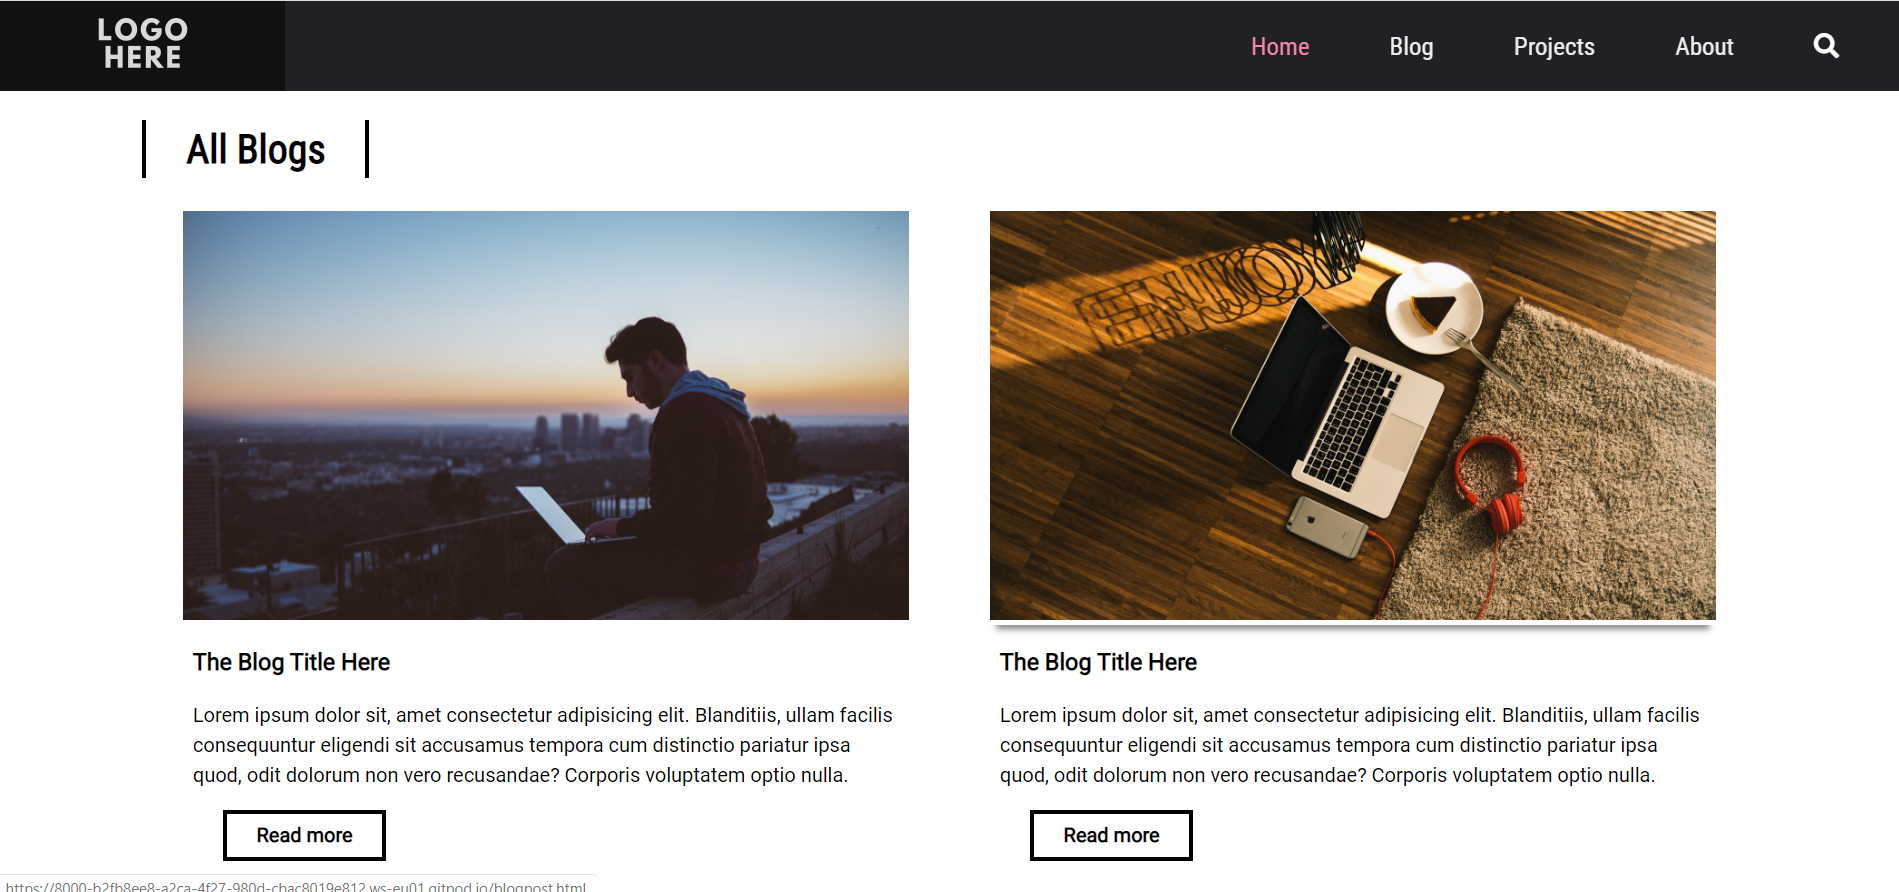 LOGO
HERE
Home Blog Projects About
All Blogs
ENJOY
The Blog Title Here
Lorem ipsum dolor sit, amet consectetur adipisicing elit. Blanditiis, ullam facilis
consequuntur eligendi sit accusamus tempora cum distinctio pariatur ipsa
quod, odit dolorum non vero recusandae? Corporis voluptatem optio nulla.
Read more
The Blog Title Here
Lorem ipsum dolor sit, amet consectetur adipisicing elit. Blanditiis, ullam facilis
consequuntur eligendi sit accusamus tempora cum distinctio pariatur ipsa
quod, odit dolorum non vero recusandae? Corporis voluptatem optio nulla.
Read more
https://8000-b2fb8ee8-a2ca-4f27-980d-cbac8019e812.ws-eu01.gitpod.io/blogpost.html